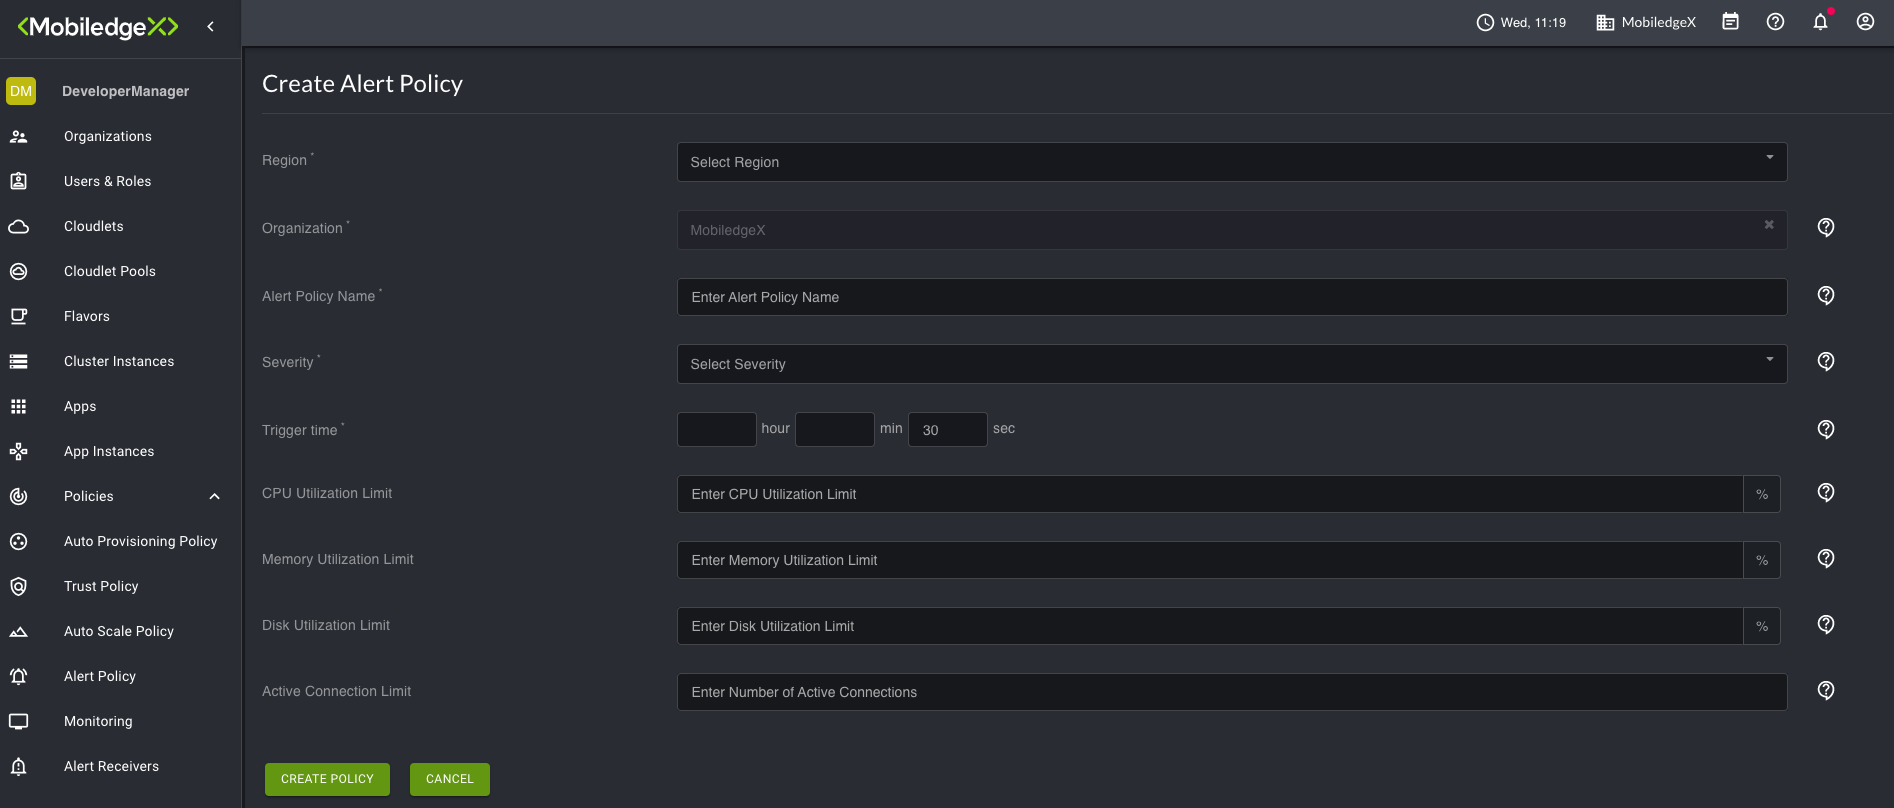 <MobiledgeX>
Wed, 11:19
MobiledgeX
DM
DeveloperManager
Organizations
Users & Roles
Cloudlets
Cloudlet Pools
Flavors
Cluster Instances
Apps
App Instances
Policies
Auto Provisioning Policy
Trust Policy
Auto Scale Policy
Alert Policy
Monitoring
Alert Receivers
Create Alert Policy
Region *
Select Region
Organization *
MobiledgeX
Alert Policy Name *
Enter Alert Policy Name
Severity *
Select Severity
Trigger time *
hour min 30 sec
CPU Utilization Limit
Enter CPU Utilization Limit %
Memory Utilization Limit
Enter Memory Utilization Limit %
Disk Utilization Limit
Enter Disk Utilization Limit %
Active Connection Limit
Enter Number of Active Connections
CREATE POLICY
CANCEL